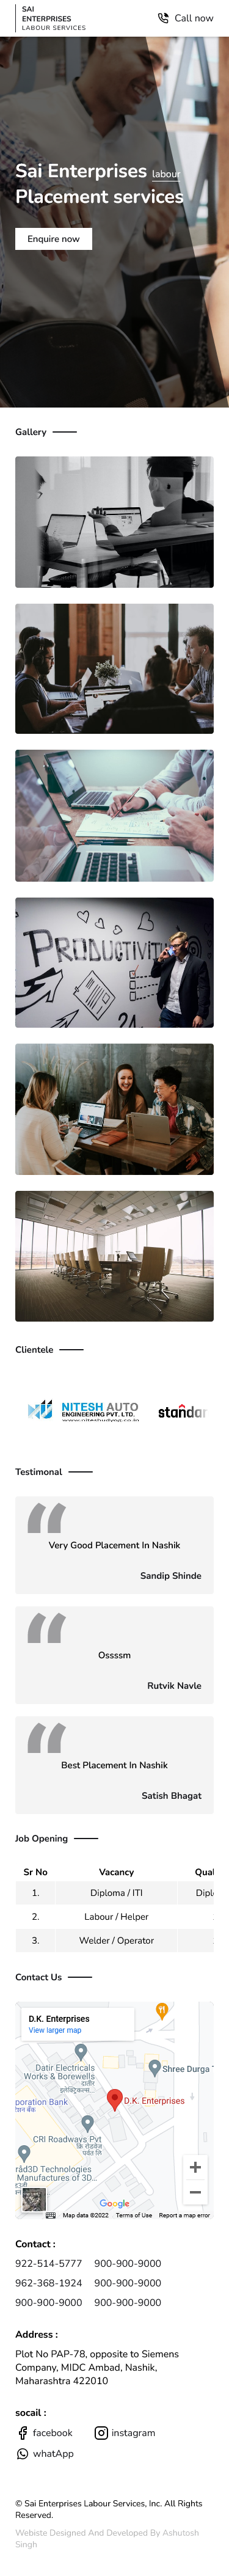 SAI
ENTERPRISES
LABOUR SERVICES
Call now
Sai Enterprises labour
Placement services
Enquire now
Gallery
PRODUCTIVITY
24
Clientele
NITESH AUTO
ENGINEERING PVT. LTD.
standar
Testimonal
Very Good Placement In Nashik
Sandip Shinde
Ossssm
Rutvik Navle
Best Placement In Nashik
Satish Bhagat
Job Opening
Sr No Vacancy Qual
1. Diploma / ITI Diplo
2. Labour / Helper
3. Welder / Operator
Contact Us
D.K. Enterprises
View larger map
Datir Electricals
Works & Borewells
दातीर
Shree Durga
poration Bank
D.K. Enterprises
CRI Roadways Pvt
रोडवेज
rad3D Technologies
Manufactures of 3D...
Google
Map data ©2022 Terms of Use Report a map error
Contact :
922-514-5777 900-900-9000
962-368-1924 900-900-9000
900-900-9000 900-900-9000
Address :
Plot No PAP-78, opposite to Siemens
Company, MIDC Ambad, Nashik,
Maharashtra 422010
socail :
facebook instagram
whatApp
© Sai Enterprises Labour Services, Inc. All Rights
Reserved.
Webiste Designed And Developed By Ashutosh
Singh